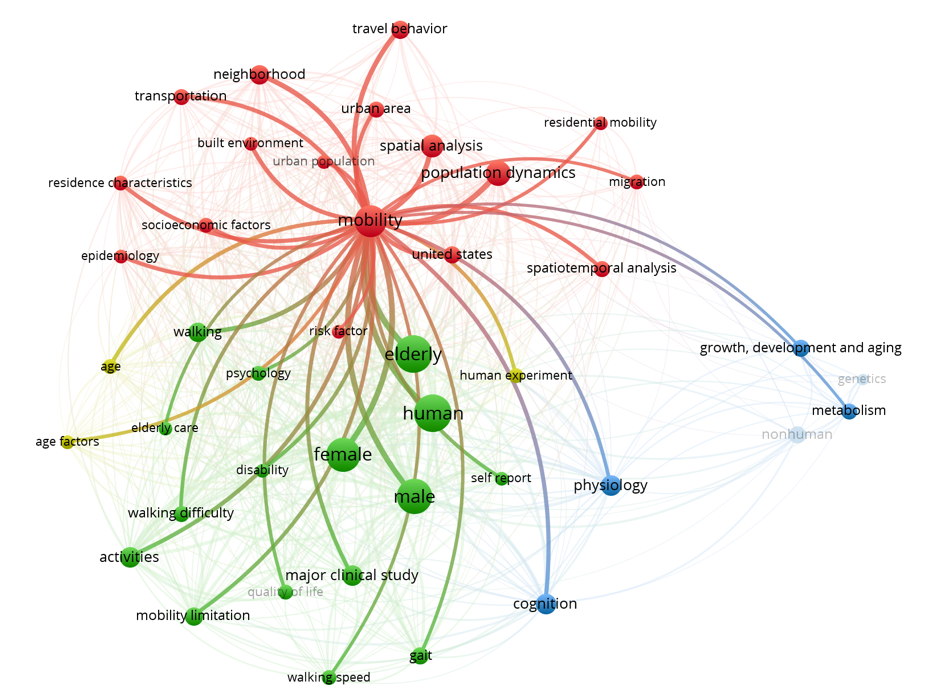 travel behavior
neighborhood
transportation
urban area
residential mobility
built environment
spatial analysis
urban population
population dynamics
residence characteristics
migration
mobility
socioeconomic factors
epidemiology
united states
spatiotemporal analysis
walking
risk factor
elderly
growth, development and aging
age
psychology
human experiment
genetics
human
metabolism
elderly care
age factors
nonhuman
female
disability
self report
physiology
male
walking difficulty
activities
major clinical study
quality of life
cognition
mobility limitation
gait
walking speed